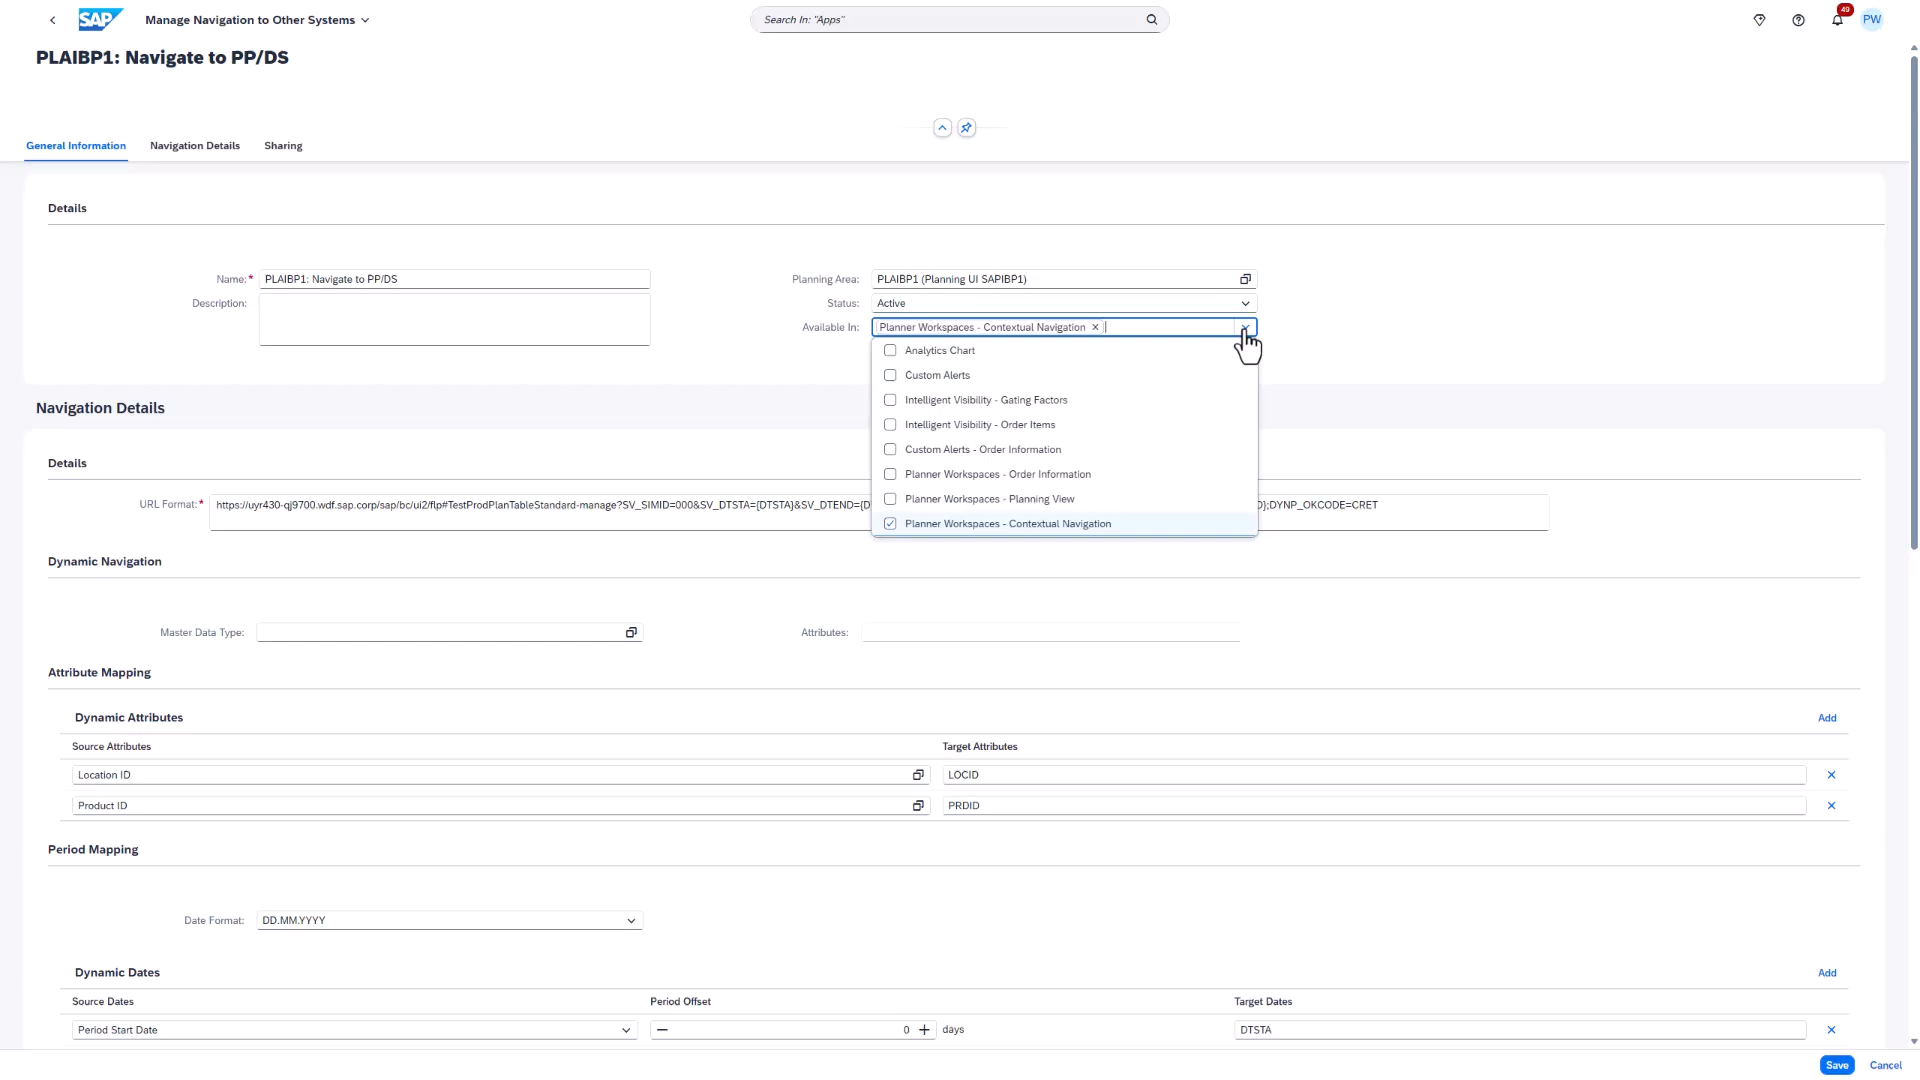 SAP Manage Navigation to Other Systems Search In: "Apps" 49 PW
PLAIBP1: Navigate to PP/DS
General Information Navigation Details Sharing
Details
Name:* PLAIBP1: Navigate to PP/DS Planning Area: PLAIBP1 (Planning UI SAPIBP1)
Description: Status: Active
Available In: Planner Workspaces - Contextual Navigation
Analytics Chart
Custom Alerts
Intelligent Visibility - Gating Factors
Intelligent Visibility - Order Items
Custom Alerts - Order Information
Planner Workspaces - Order Information
Planner Workspaces - Planning View
Planner Workspaces - Contextual Navigation
Navigation Details
Details
URL Format:* https://uyr430-qj9700.wdf.sap.corp/sap/bc/ui2/flp#TestProdPlanTableStandard-manage?SV_SIMID=000&SV_DTSTA={DTSTA}&SV_DTEND={D };DYNP_OKCODE=CRET
Dynamic Navigation
Master Data Type: Attributes:
Attribute Mapping
Dynamic Attributes Add
Source Attributes Target Attributes
Location ID LOCID
Product ID PRDID
Period Mapping
Date Format: DD.MM.YYYY
Dynamic Dates Add
Source Dates Period Offset Target Dates
Period Start Date 0 days DTSTA
Save Cancel